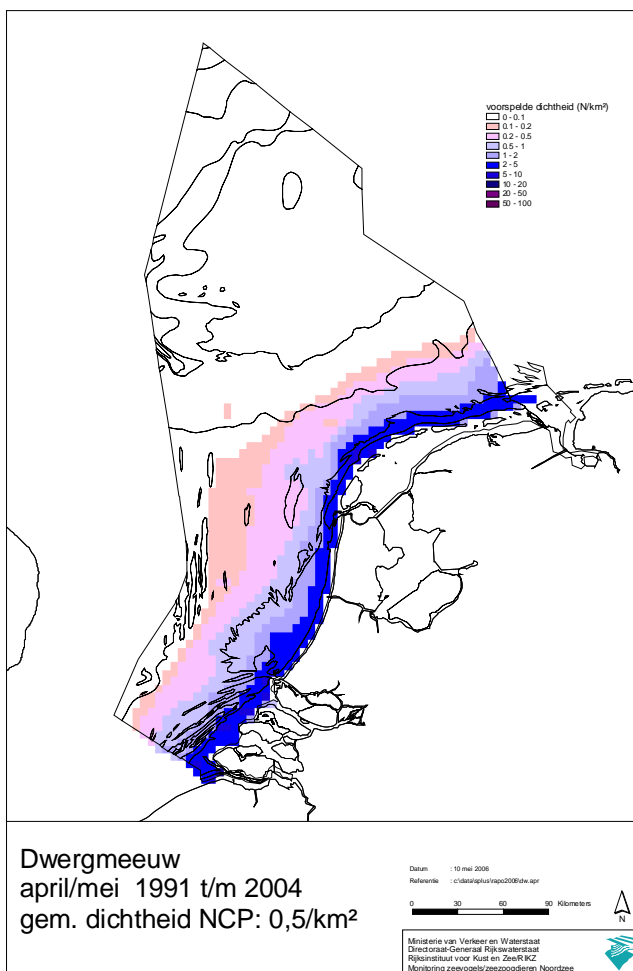 voorspelde dichtheid (N/km²)
0 - 0.1
0.1 - 0.2
0.2 - 0.5
0.5 - 1
1 - 2
2 - 5
5 - 10
10 - 20
20 - 50
50 - 100
Dwergmeeuw
april/mei 1991 t/m 2004
gem. dichtheid NCP: 0,5/km²
Datum : 10 mei 2006
Referentie : c:\data\splus\rapo2006\dw.apr
0 30 60 90 Kilometers
N
Ministerie van Verkeer en Waterstaat
Directoraat-Generaal Rijkswaterstaat
Rijksinstituut voor Kust en Zee/RIKZ
Monitoring zeevogels/zeezoogdieren Noordzee